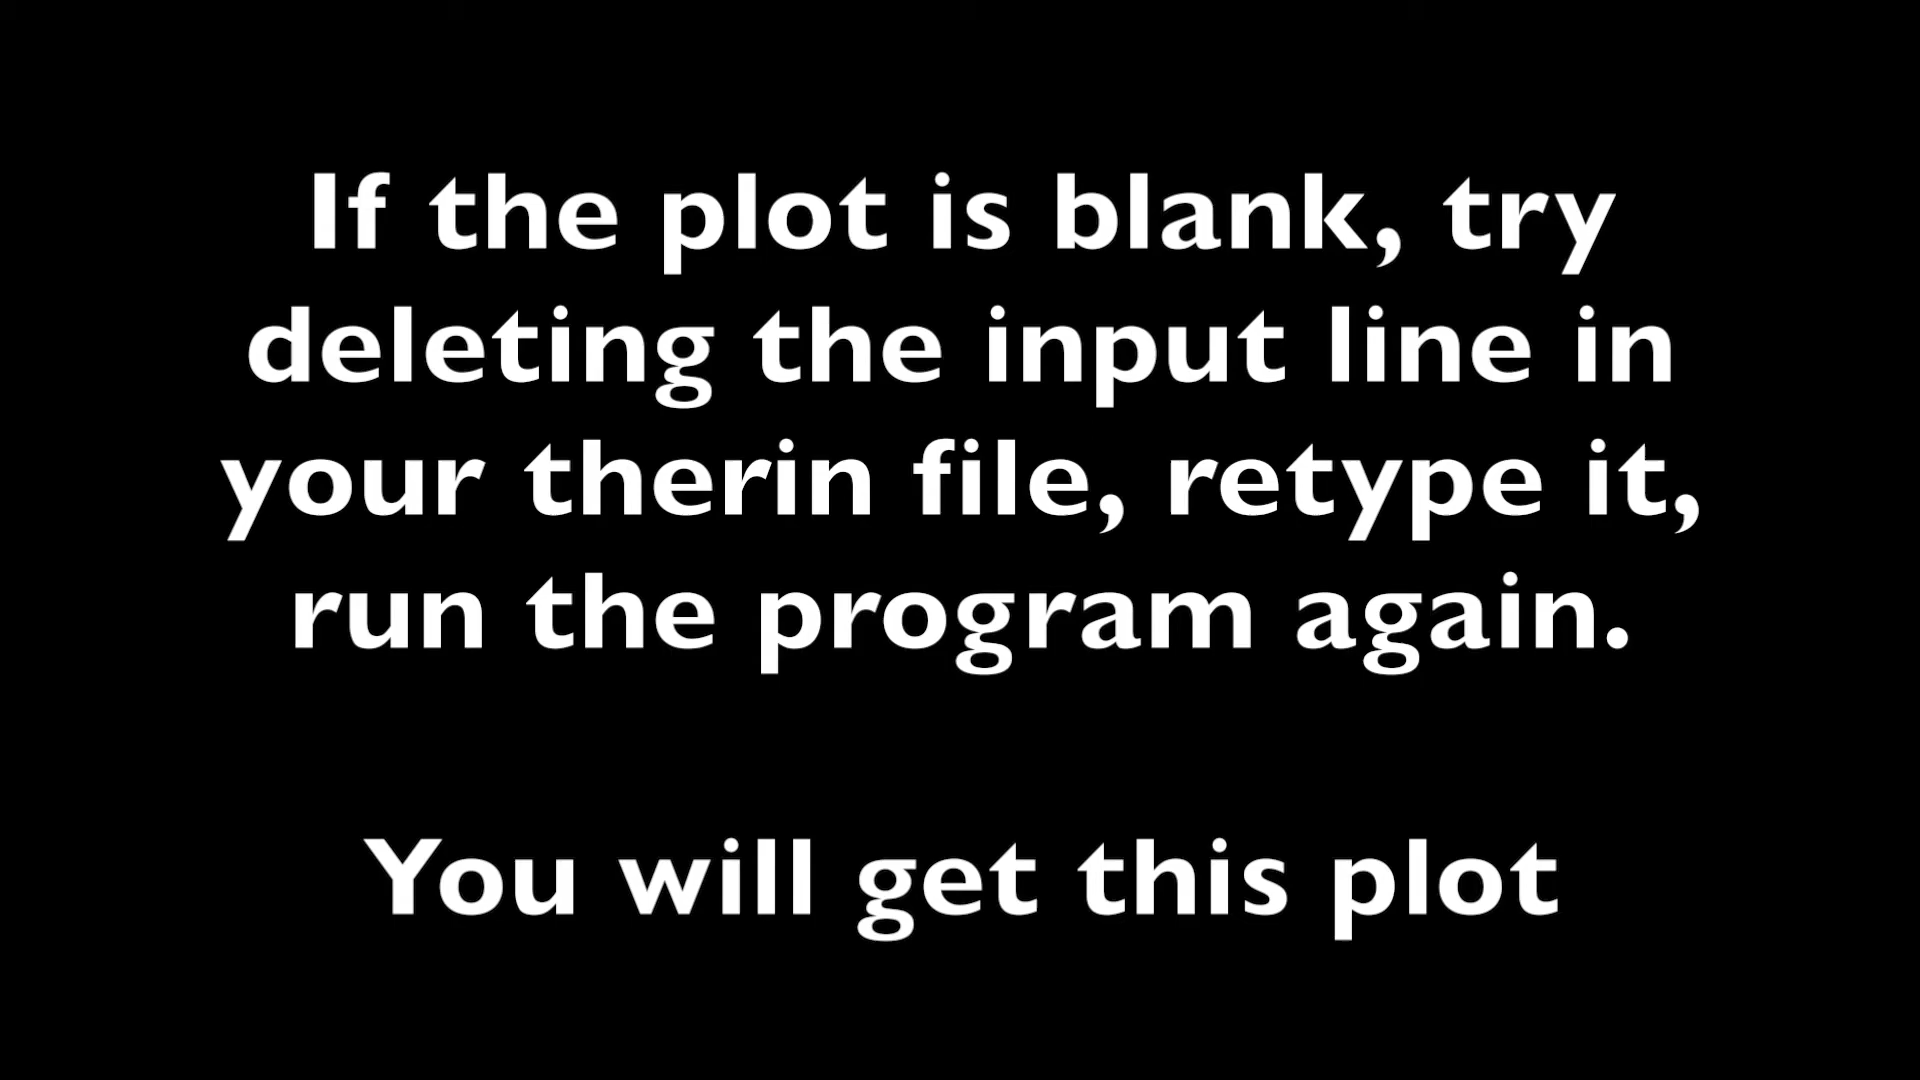 If the plot is blank, try
deleting the input line in
your therin file, retype it,
run the program again.
You will get this plot